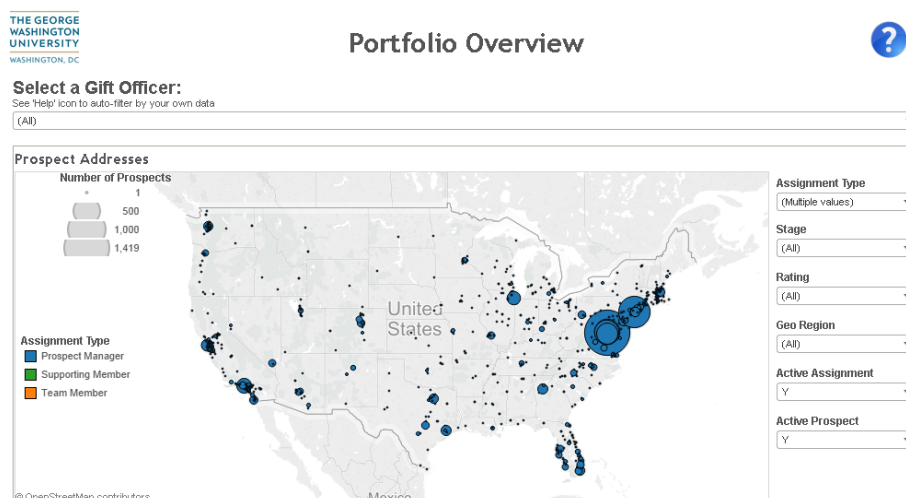 THE GEORGE
WASHINGTON
UNIVERSITY
WASHINGTON, DC
Portfolio Overview
?
Select a Gift Officer:
See 'Help' icon to auto-filter by your own data
(All)
Prospect Addresses
Number of Prospects
1
500
1,000
1,419
Assignment Type
Prospect Manager
Supporting Member
Team Member
United
States
Mexico
© OpenStreetMap contributors
Assignment Type
(Multiple values)
Stage
(All)
Rating
(All)
Geo Region
(All)
Active Assignment
Y
Active Prospect
Y